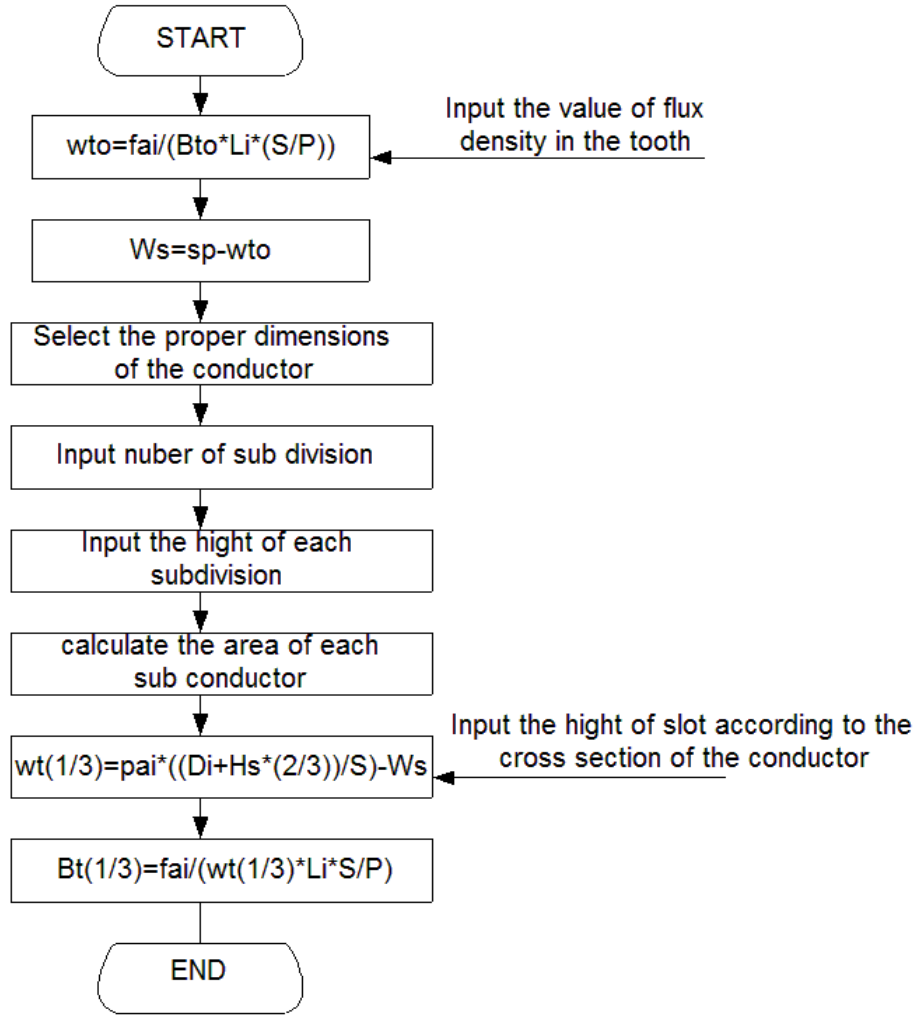 START
Input the value of flux
density in the tooth
wto=fai/(Bto*Li*(S/P))
Ws=sp-wto
Select the proper dimensions
of the conductor
Input nuber of sub division
Input the hight of each
subdivision
calculate the area of each
sub conductor
Input the hight of slot according to the
cross section of the conductor
wt(1/3)=pai*((Di+Hs*(2/3))/S)-Ws
Bt(1/3)=fai/(wt(1/3)*Li*S/P)
END